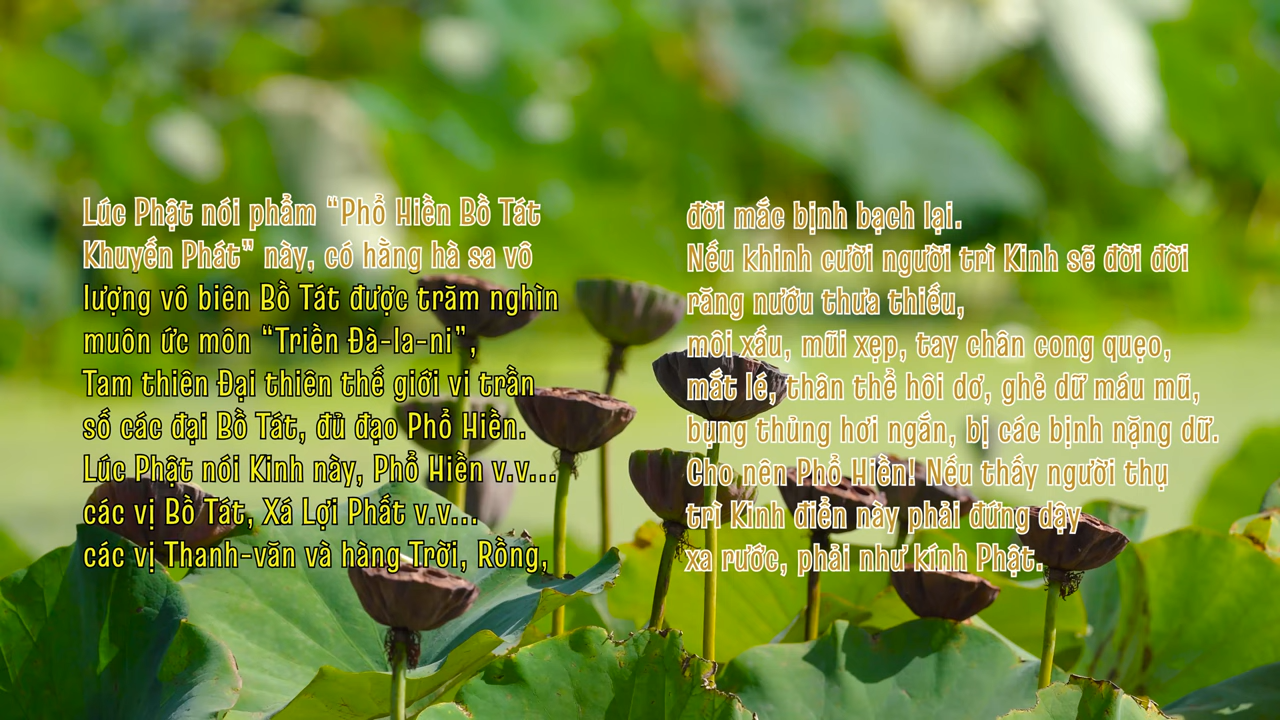 Lúc Phật nói phẩm “Phổ Hiền Bồ Tát
Khuyến Phát” này, có hằng hà sa vô
lượng vô biên Bồ Tát được trăm nghìn
muôn ức môn “Triền Đà-la-ni”,
Tam thiên Đại thiên thế giới vi trần
số các đại Bồ Tát, đủ đạo Phổ Hiền.
Lúc Phật nói Kinh này, Phổ Hiền v.v...
các vị Bồ Tát, Xá Lợi Phất v.v...
các vị Thanh-văn và hàng Trời, Rồng,
đời mắc bịnh bạch lại.
Nếu khinh cười người trì Kinh sẽ đời đời
răng nướu thưa thiếu,
môi xấu, mũi xẹp, tay chân cong quẹo,
mắt lé, thân thể hôi dơ, ghẻ dữ máu mũ,
bụng thủng hơi ngắn, bị các bịnh nặng dữ.
Cho nên Phổ Hiền! Nếu thấy người thụ
trì Kinh điển này phải đứng dậy
xa rước, phải như kính Phật.